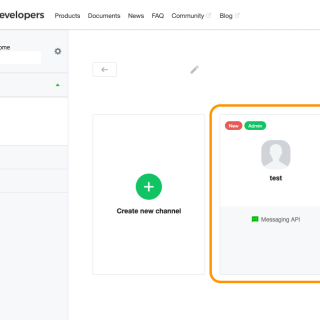 evelopers Products Documents News FAQ Community Blog
ome
New Admin
test
Create new channel
Messaging API